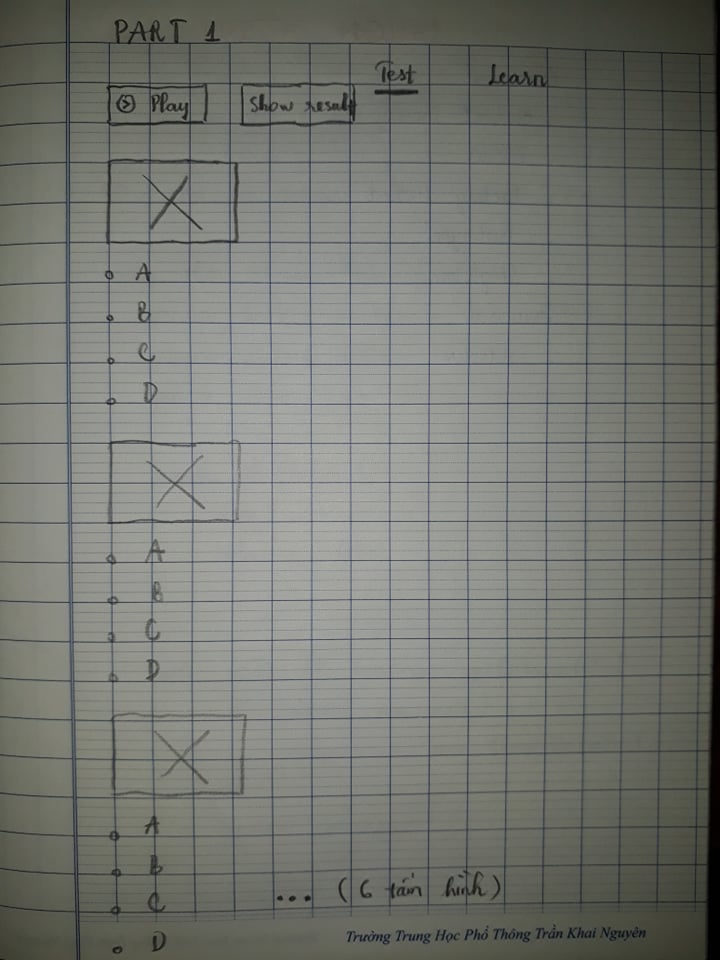 PART 1
Test Learn
Play Show result
A
B
C
D
A
B
C
D
A
B
C
... (6 tấm hình)
D
Trường Trung Học Phổ Thông Trần Khai Nguyên